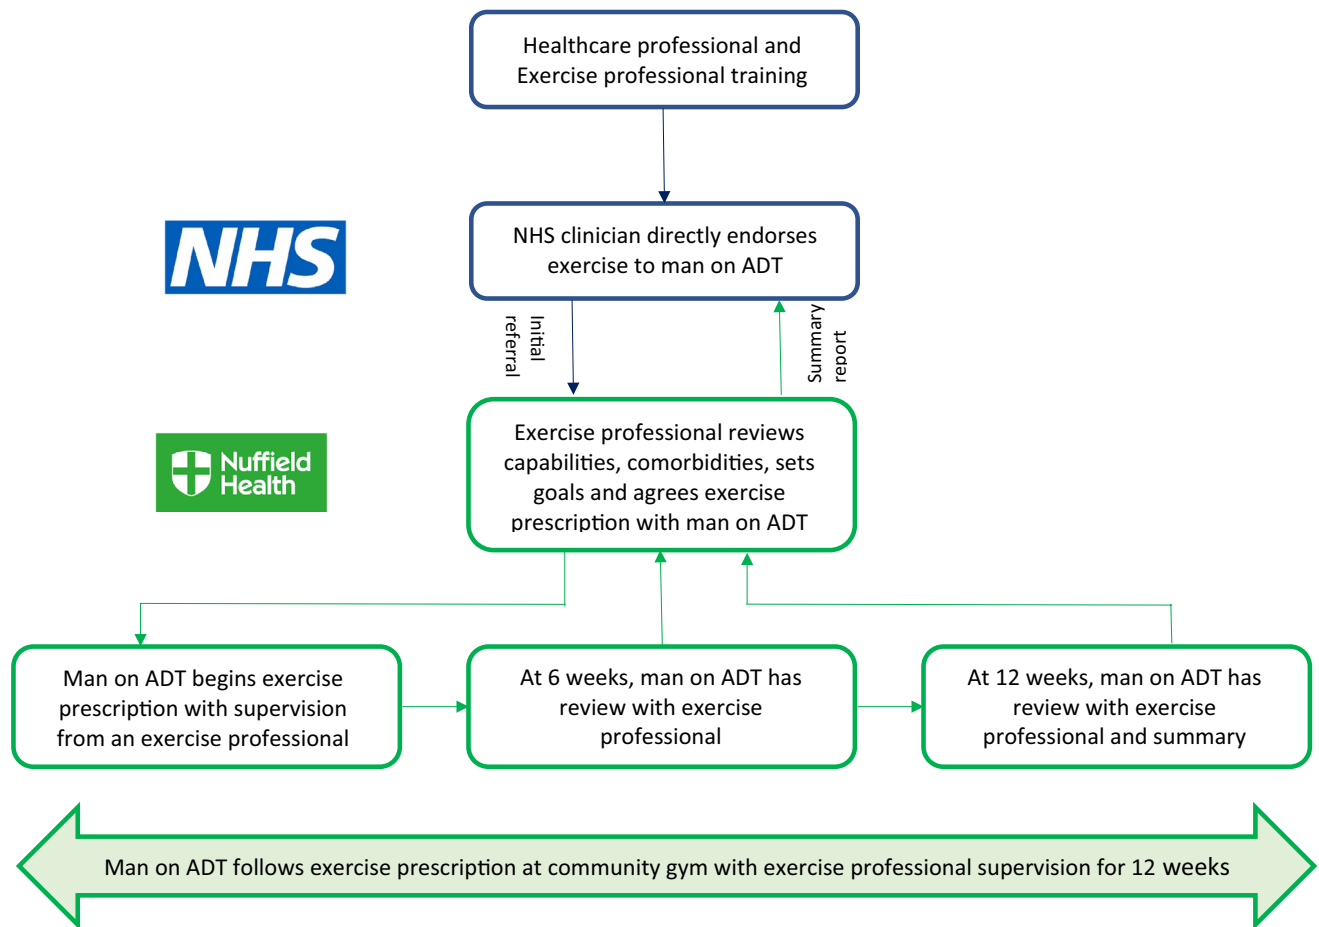 Healthcare professional and
Exercise professional training
NHS
NHS clinician directly endorses
exercise to man on ADT
Initial
referral
Summary
report
Nuffield
Health
Exercise professional reviews
capabilities, comorbidities, sets
goals and agrees exercise
prescription with man on ADT
Man on ADT begins exercise
prescription with supervision
from an exercise professional
At 6 weeks, man on ADT has
review with exercise
professional
At 12 weeks, man on ADT has
review with exercise
professional and summary
Man on ADT follows exercise prescription at community gym with exercise professional supervision for 12 weeks